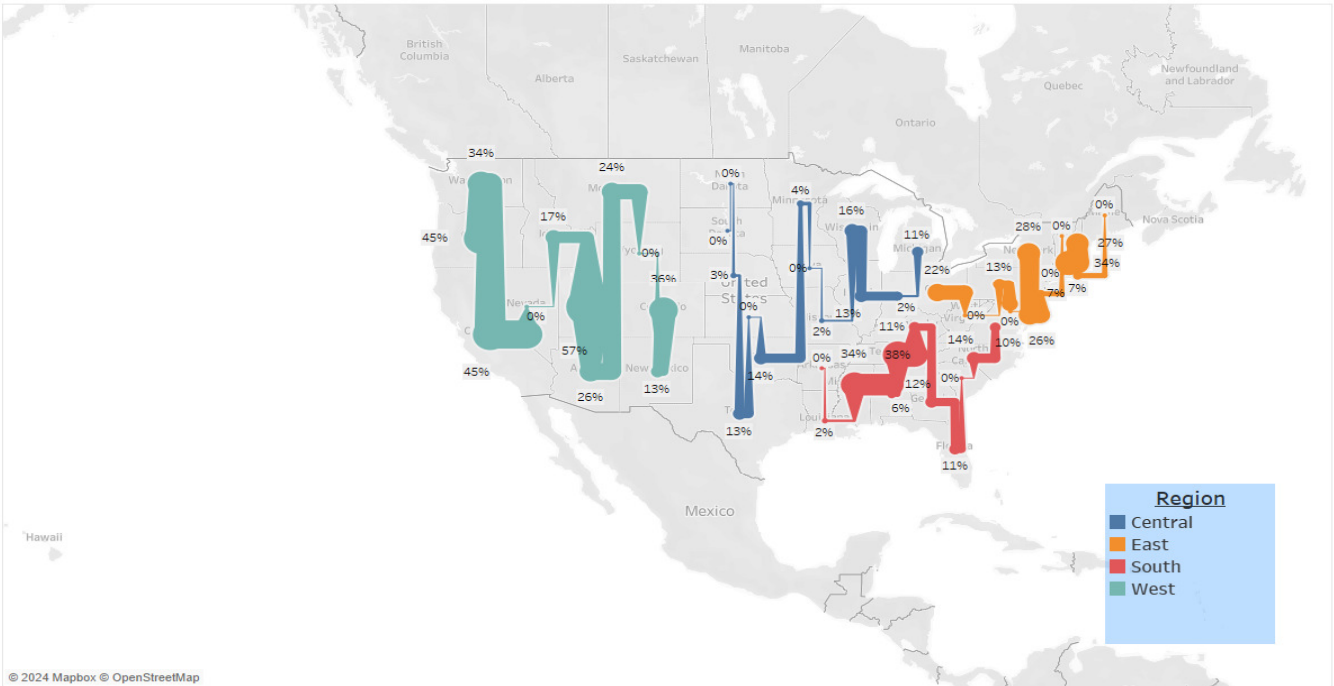 British
Columbia
Alberta
Saskatchewan
Manitoba
Ontario
Quebec
Newfoundland
and Labrador
Nova Scotia
34%
24%
0%
4%
16%
11%
28%
0%
0%
27%
34%
45%
17%
0%
36%
0%
3%
0%
22%
13%
0%
7%
7%
Nevada
0%
United
States
0%
2%
13%
2%
0%
0%
10%
26%
57%
45%
26%
13%
14%
13%
0%
34%
11%
38%
12%
14%
0%
6%
2%
11%
Mexico
Hawaii
Region
Central
East
South
West
© 2024 Mapbox © OpenStreetMap